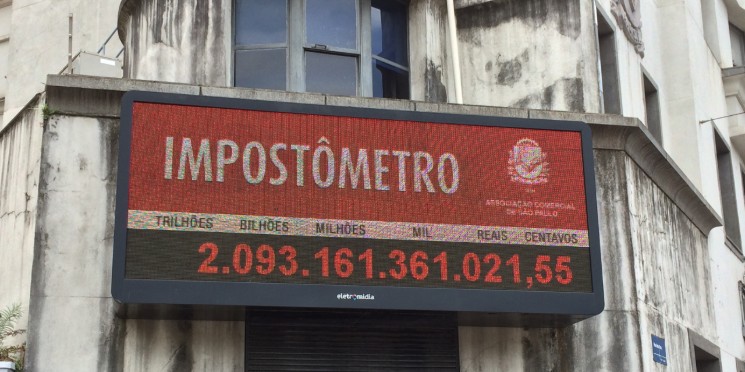 IMPOSTÔMETRO
ASSOCIAÇÃO COMERCIAL
DE SÃO PAULO
TRILHÕES BILHÕES MILHÕES MIL REAIS CENTAVOS
2.093.161.361.021,55
eletromidia